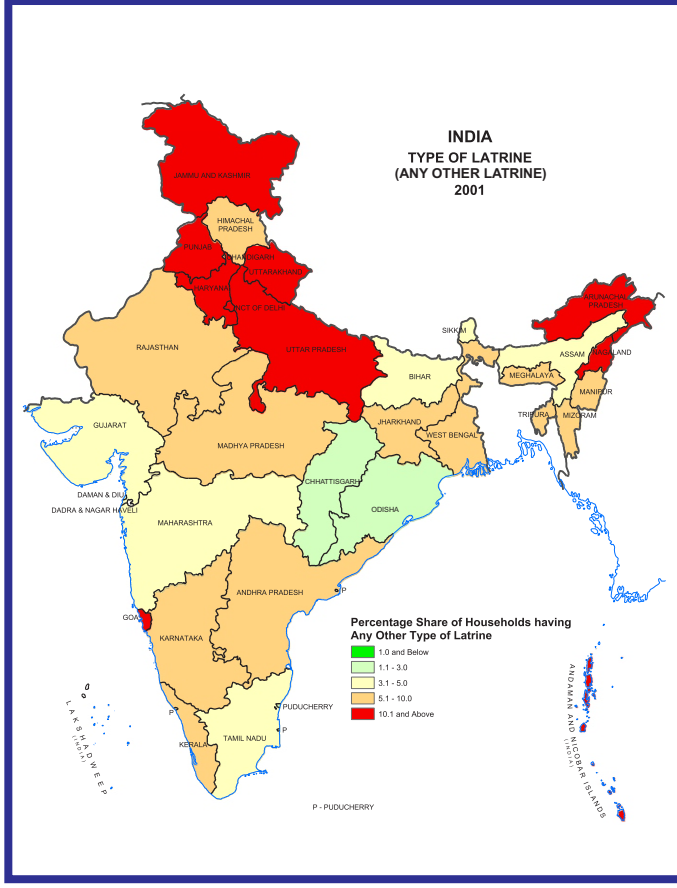 INDIA
TYPE OF LATRINE
(ANY OTHER LATRINE)
2001
JAMMU AND KASHMIR
HIMACHAL
PRADESH
PUNJAB
CHANDIGARH
UTTARAKHAND
HARYANA
NCT OF DELHI
ARUNACHAL
PRADESH
SIKKIM
RAJASTHAN
UTTAR PRADESH
ASSAM
NAGALAND
BIHAR
MEGHALAYA
MANIPUR
TRIPURA
MIZORAM
GUJARAT
JHARKHAND
WEST BENGAL
MADHYA PRADESH
CHHATTISGARH
DAMAN & DIU
DADRA & NAGAR HAVELI
ODISHA
MAHARASHTRA
ANDHRA PRADESH
P
GOA
KARNATAKA
Percentage Share of Households having
Any Other Type of Latrine
1.0 and Below
1.1 - 3.0
3.1 - 5.0
5.1 - 10.0
10.1 and Above
LAKSHADWEEP
(INDIA)
P
PUDUCHERRY
P
KERALA
TAMIL NADU
ANDAMAN AND NICOBAR ISLANDS
(INDIA)
P - PUDUCHERRY